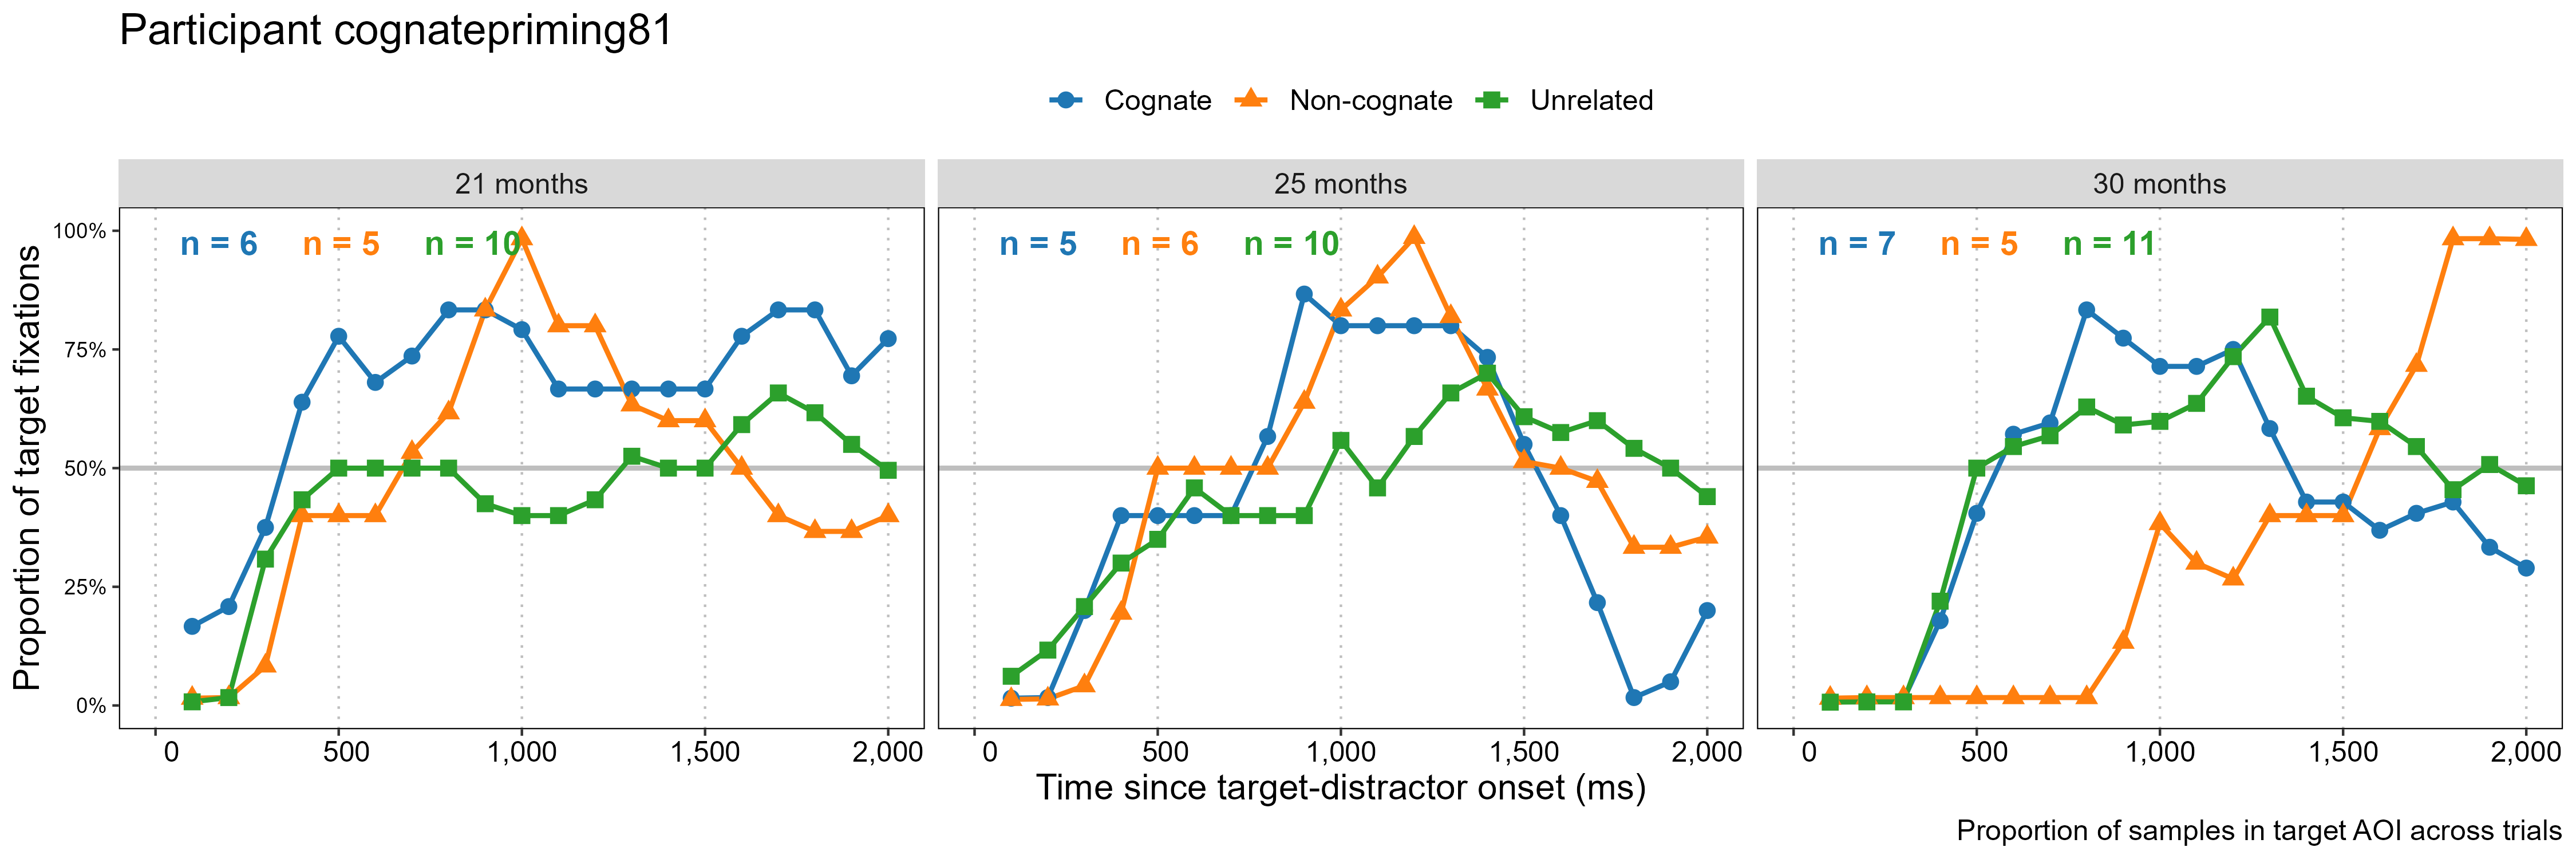 Participant cognatepriming81
Cognate Non-cognate Unrelated
21 months 25 months 30 months
n = 6 n = 5 n = 10 n = 5 n = 6 n = 10 n = 7 n = 5 n = 11
100%
75%
50%
25%
0%
Proportion of target fixations
0 500 1,000 1,500 2,000 0 500 1,000 1,500 2,000 0 500 1,000 1,500 2,000
Time since target-distractor onset (ms)
Proportion of samples in target AOI across trials